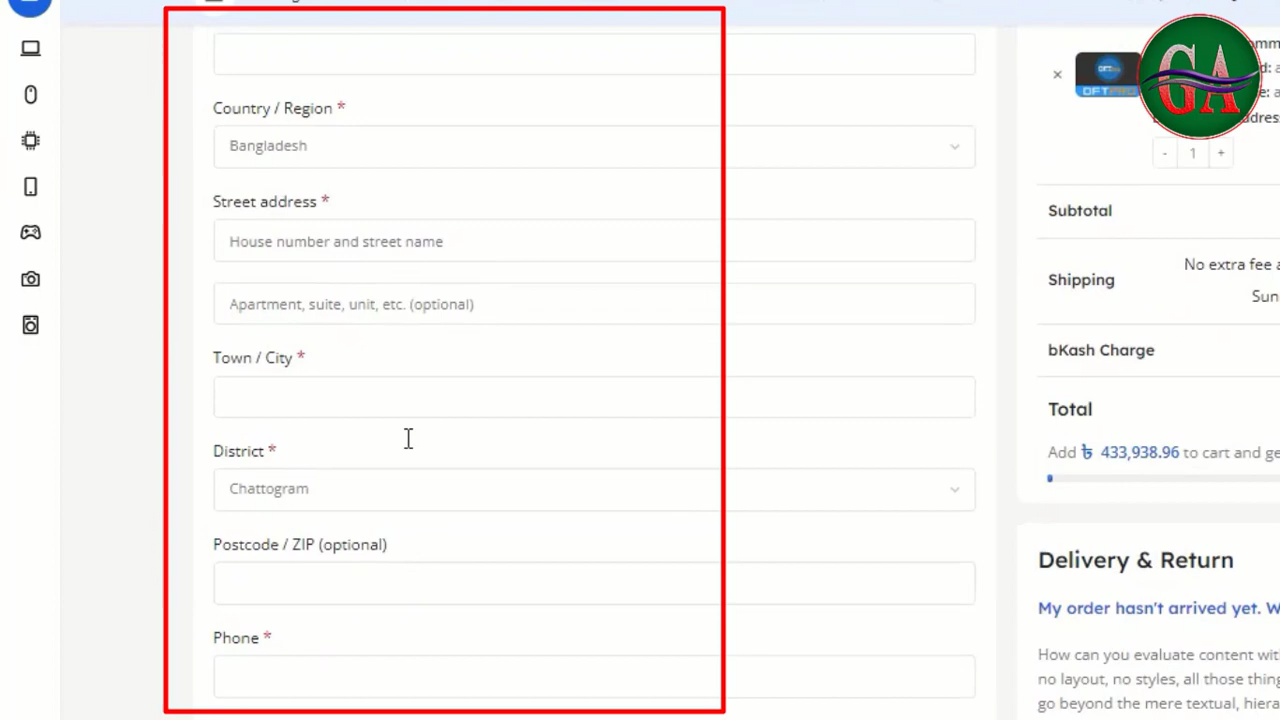 Country / Region *
Bangladesh
Street address *
House number and street name
Apartment, suite, unit, etc. (optional)
Town / City *
District *
Chattogram
Postcode / ZIP (optional)
Phone *
GA
OFTPRO
- 1 +
Subtotal
Shipping
No extra fee
Sun
bKash Charge
Total
Add ৳ 433,938.96 to cart and ge
Delivery & Return
My order hasn't arrived yet. W
How can you evaluate content wit
no layout, no styles, all those thing
go beyond the mere textual, hiera